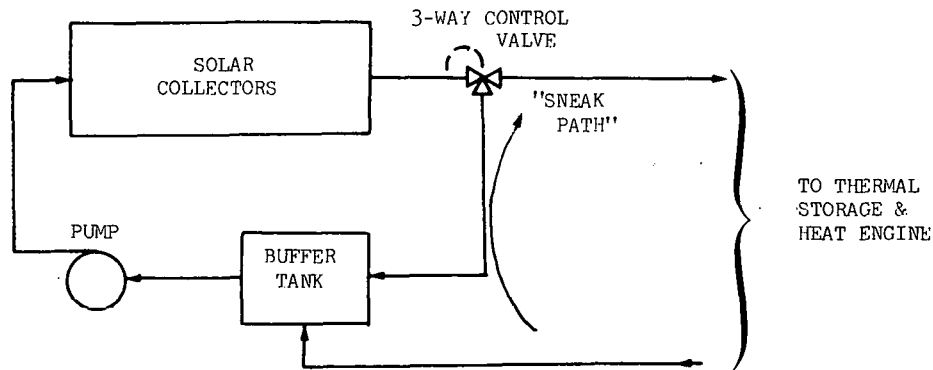 3-WAY CONTROL
VALVE
SOLAR
COLLECTORS
"SNEAK
PATH"
TO THERMAL
STORAGE &
HEAT ENGINE
PUMP
BUFFER
TANK